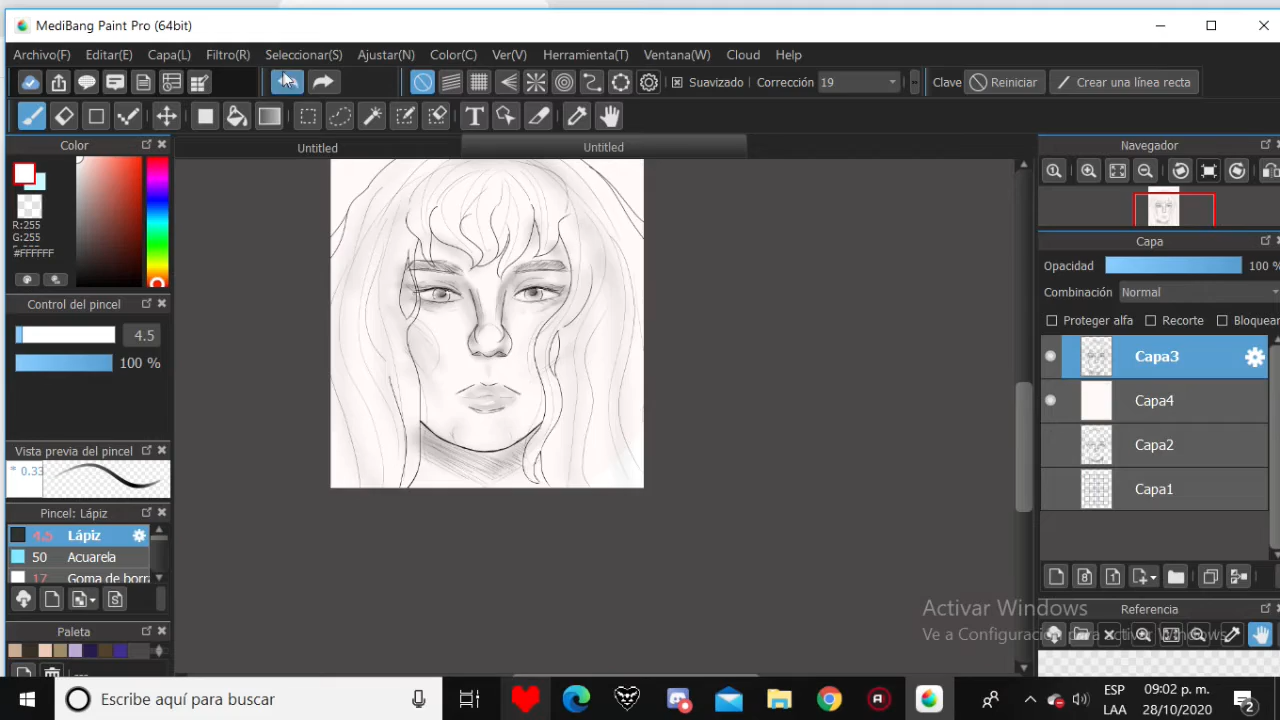 MediBang Paint Pro (64bit)
Archivo(F) Editar(E) Capa(L) Filtro(R) Seleccionar(S) Ajustar(N) Color(C) Ver(V) Herramienta(T) Ventana(W) Cloud Help
Suavizado Corrección 19 Clave Reiniciar Crear una línea recta
Color
Untitled Untitled
Navegador
R:255
G:255
#FFFFFF
Control del pincel
4.5
100 %
Vista previa del pincel
* 0.33
Pincel: Lápiz
4.5 Lápiz
50 Acuarela
17 Goma de borra
Paleta
Capa
Opacidad 100 %
Combinación Normal
Proteger alfa Recorte Bloquear
Capa3
Capa4
Capa2
Capa1
Referencia
Activar Windows
Ve a Configuración para activar Windows.
Escribe aquí para buscar
ESP
LAA
09:02 p. m.
28/10/2020
2